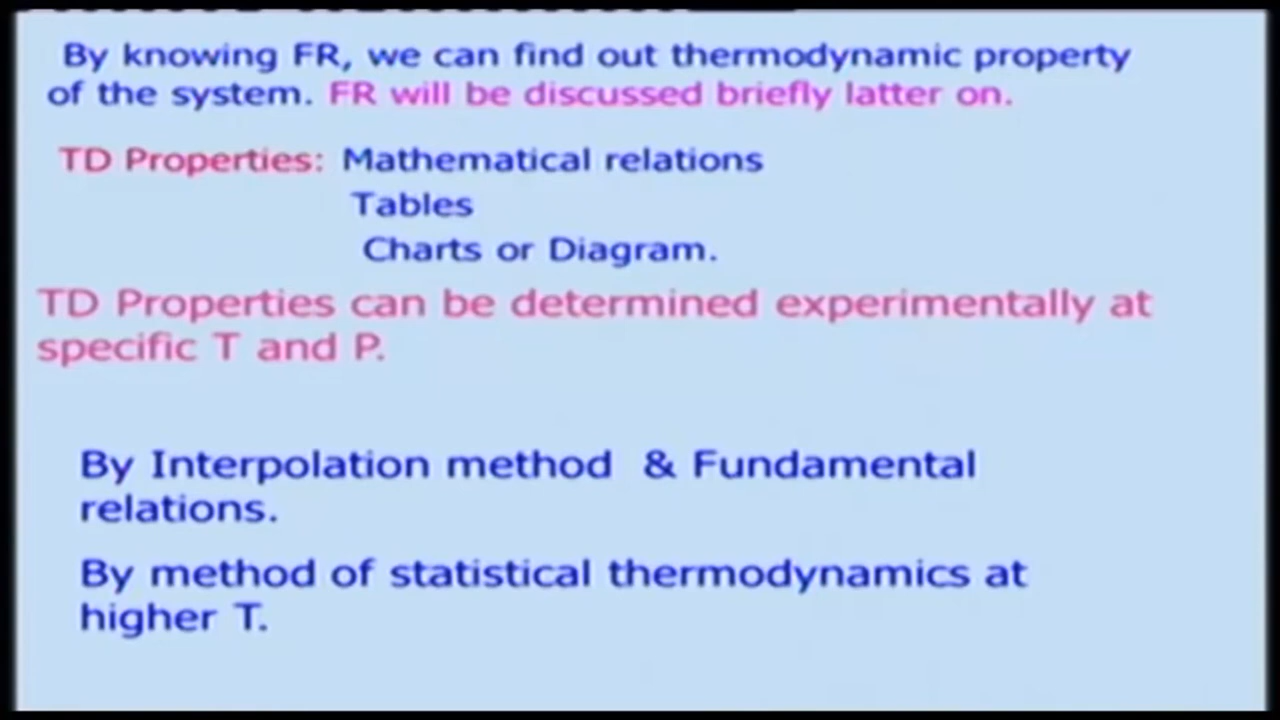 By knowing FR, we can find out thermodynamic property
of the system. FR will be discussed briefly latter on.
TD Properties: Mathematical relations
Tables
Charts or Diagram.
TD Properties can be determined experimentally at
specific T and P.
By Interpolation method & Fundamental
relations.
By method of statistical thermodynamics at
higher T.